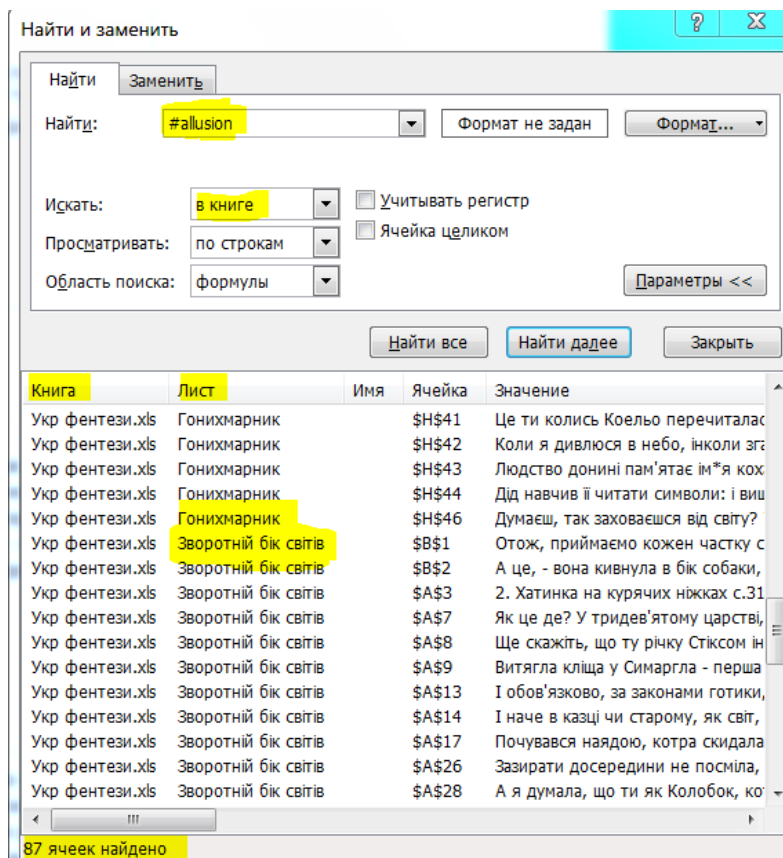 Найти и заменить
Найти Заменить
Найти: #allusion Формат не задан Формат...
Искать: в книге Учитывать регистр
Просматривать: по строкам Ячейка целиком
Область поиска: формулы Параметры <<
Найти все Найти далее Закрыть
Книга Лист Имя Ячейка Значение
Укр фентези.xls Гонихмарник $H$41 Це ти колись Коельо перечиталас
Укр фентези.xls Гонихмарник $H$42 Коли я дивлюся в небо, інколи зга
Укр фентези.xls Гонихмарник $H$43 Людство донині пам'ятає ім*я коха
Укр фентези.xls Гонихмарник $H$44 Дід навчив її читати символи: і виш
Укр фентези.xls Гонихмарник $H$46 Думаєш, так заховаєшся від світу?
Укр фентези.xls Зворотній бік світів $B$1 Отож, приймаємо кожен частку с
Укр фентези.xls Зворотній бік світів $B$2 А це, - вона кивнула в бік собаки,
Укр фентези.xls Зворотній бік світів $A$3 2. Хатинка на курячих ніжках с.31
Укр фентези.xls Зворотній бік світів $A$7 Як це де? У тридев'ятому царстві,
Укр фентези.xls Зворотній бік світів $A$8 Ще скажіть, що ту річку Стіксом ін
Укр фентези.xls Зворотній бік світів $A$9 Витягла кліща у Симаргла - перша
Укр фентези.xls Зворотній бік світів $A$13 І обов'язково, за законами готики,
Укр фентези.xls Зворотній бік світів $A$14 І наче в казці чи старому, як світ,
Укр фентези.xls Зворотній бік світів $A$17 Почувався наядою, котра скидала
Укр фентези.xls Зворотній бік світів $A$26 Зазирати досередини не посміла,
Укр фентези.xls Зворотній бік світів $A$28 А я думала, що ти як Колобок, ко
87 ячеек найдено